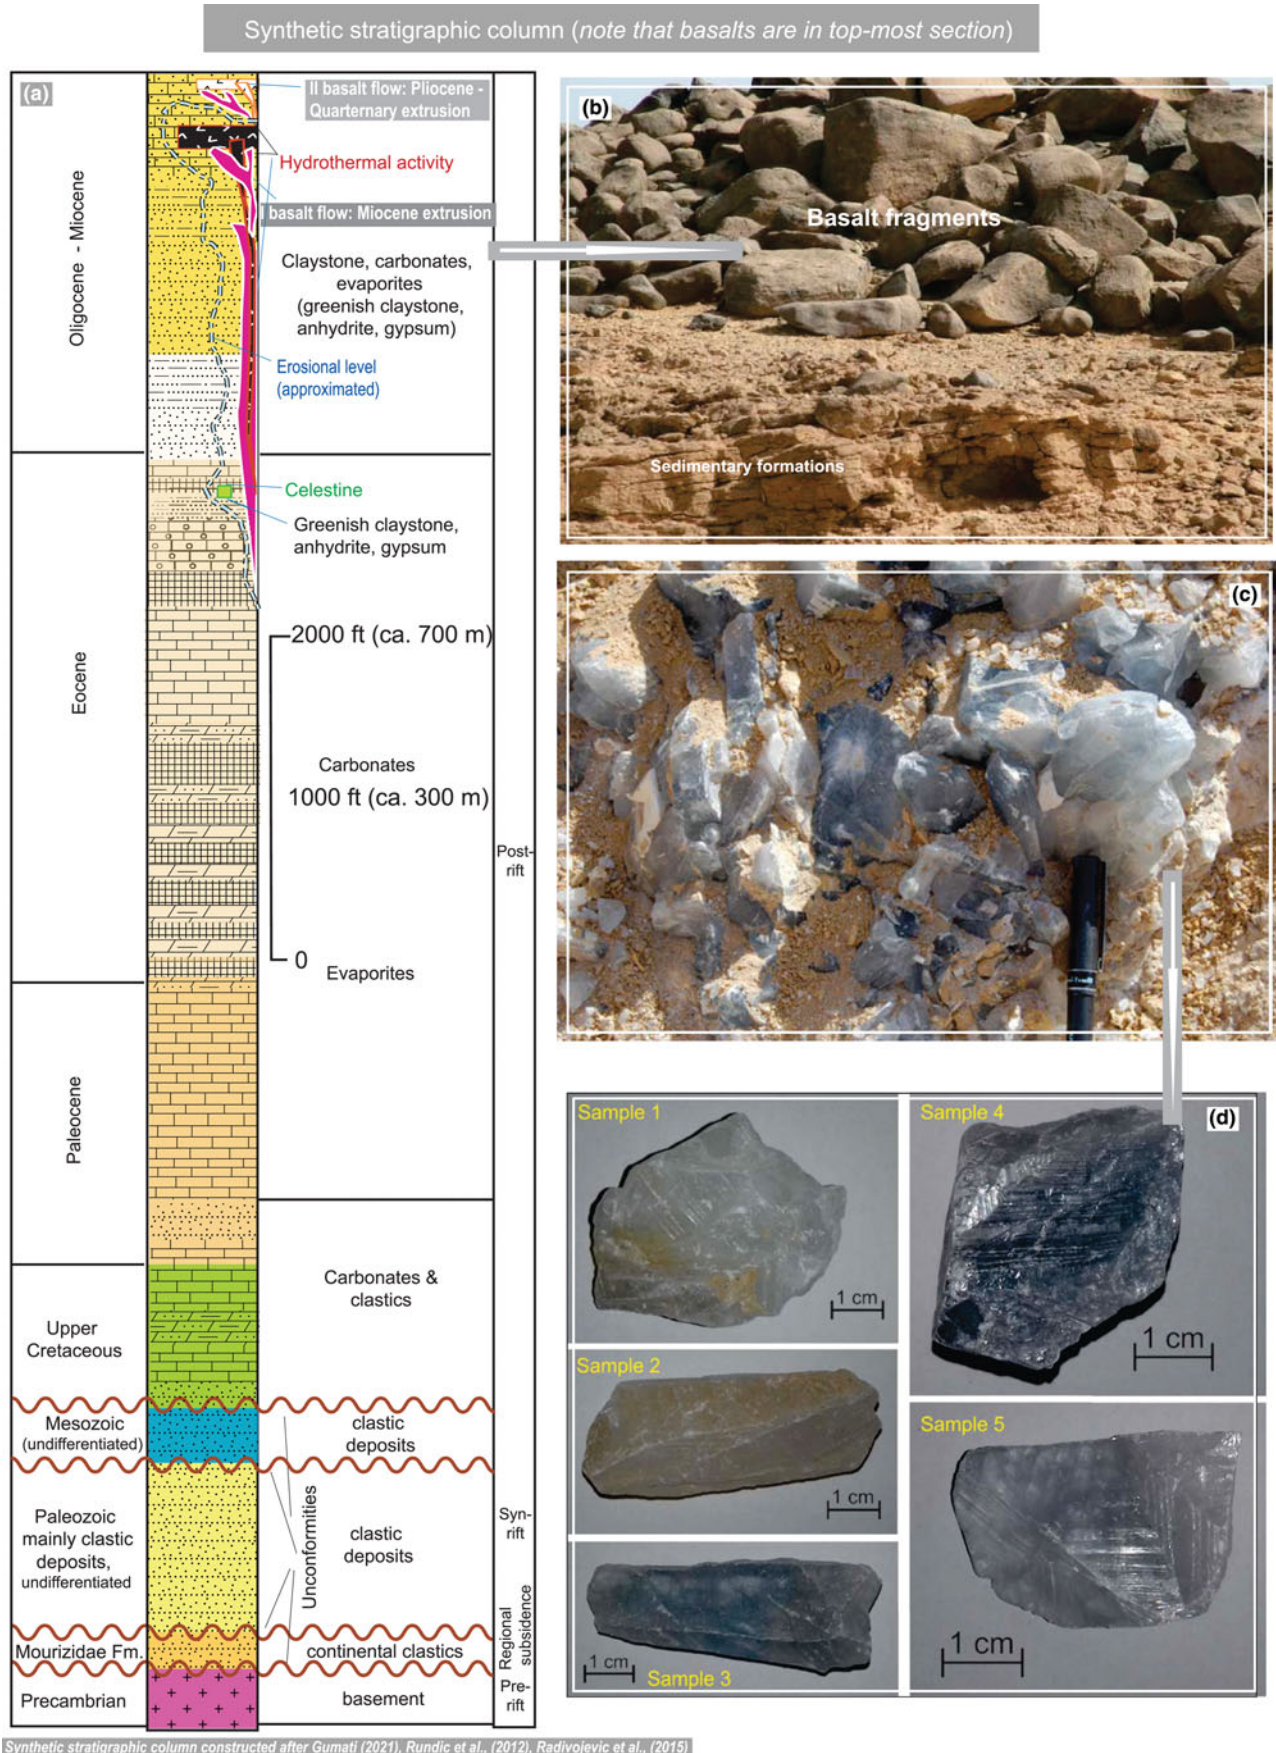 Synthetic stratigraphic column (note that basalts are in top-most section)
(a)
II basalt flow: Pliocene -
Quarternary extrusion
Hydrothermal activity
I basalt flow: Miocene extrusion
Oligocene - Miocene
Claystone, carbonates,
evaporites
(greenish claystone,
anhydrite, gypsum)
Erosional level
(approximated)
Celestine
Greenish claystone,
anhydrite, gypsum
2000 ft (ca. 700 m)
Eocene
Carbonates
1000 ft (ca. 300 m)
Post-
rift
0
Evaporites
Paleocene
Carbonates &
clastics
Upper
Cretaceous
Mesozoic
(undifferentiated)
clastic
deposits
Unconformities
Paleozoic
mainly clastic
deposits,
undifferentiated
clastic
deposits
Syn-
rift
Regional
subsidence
Mourizidae Fm.
continental clastics
Precambrian
basement
Pre-
rift
Synthetic stratigraphic column constructed after Gumati (2021), Rundic et al., (2012), Radivojevic et al., (2015)
(b)
Basalt fragments
Sedimentary formations
(c)
(d)
Sample 1
1 cm
Sample 2
1 cm
1 cm
Sample 3
Sample 4
1 cm
Sample 5
1 cm